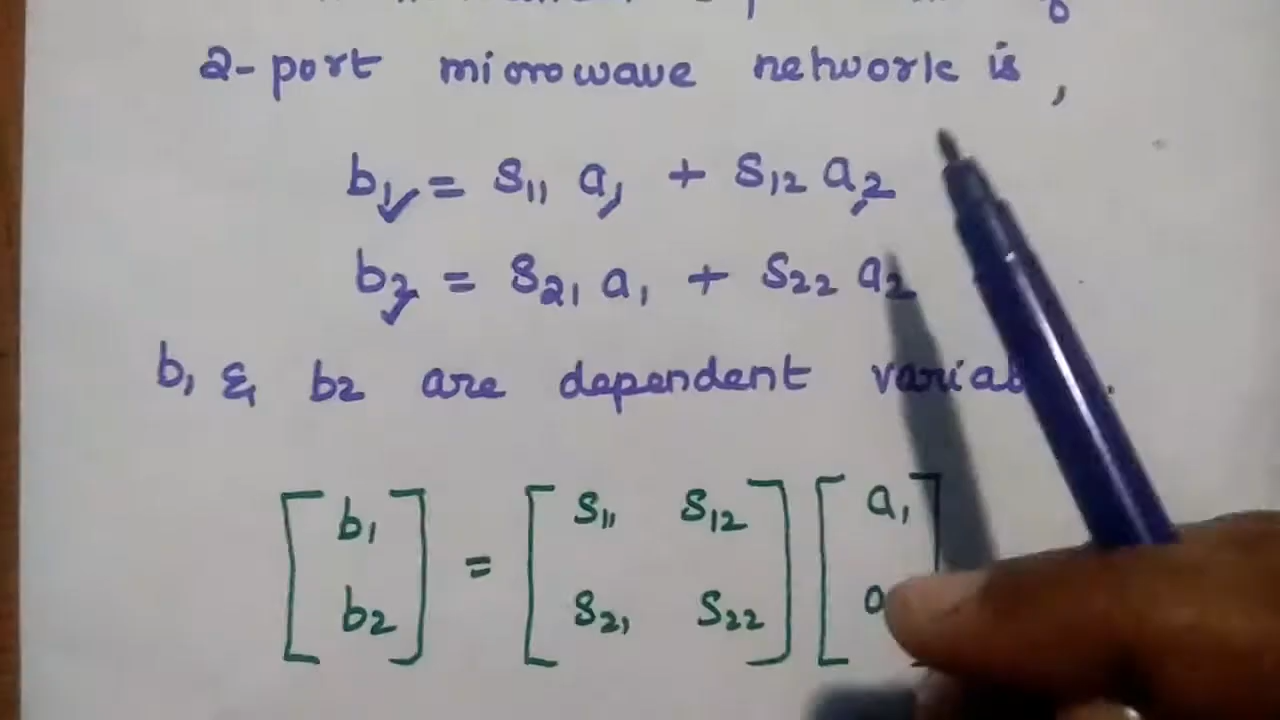 2-port microwave network is,
b₁ = S₁₁ a₁ + S₁₂ a₂
b₂ = S₂₁ a₁ + S₂₂ a₂
b₁ & b₂ are dependent
[b₁ b₂] = [S₁₁ S₁₂ S₂₁ S₂₂] [a₁